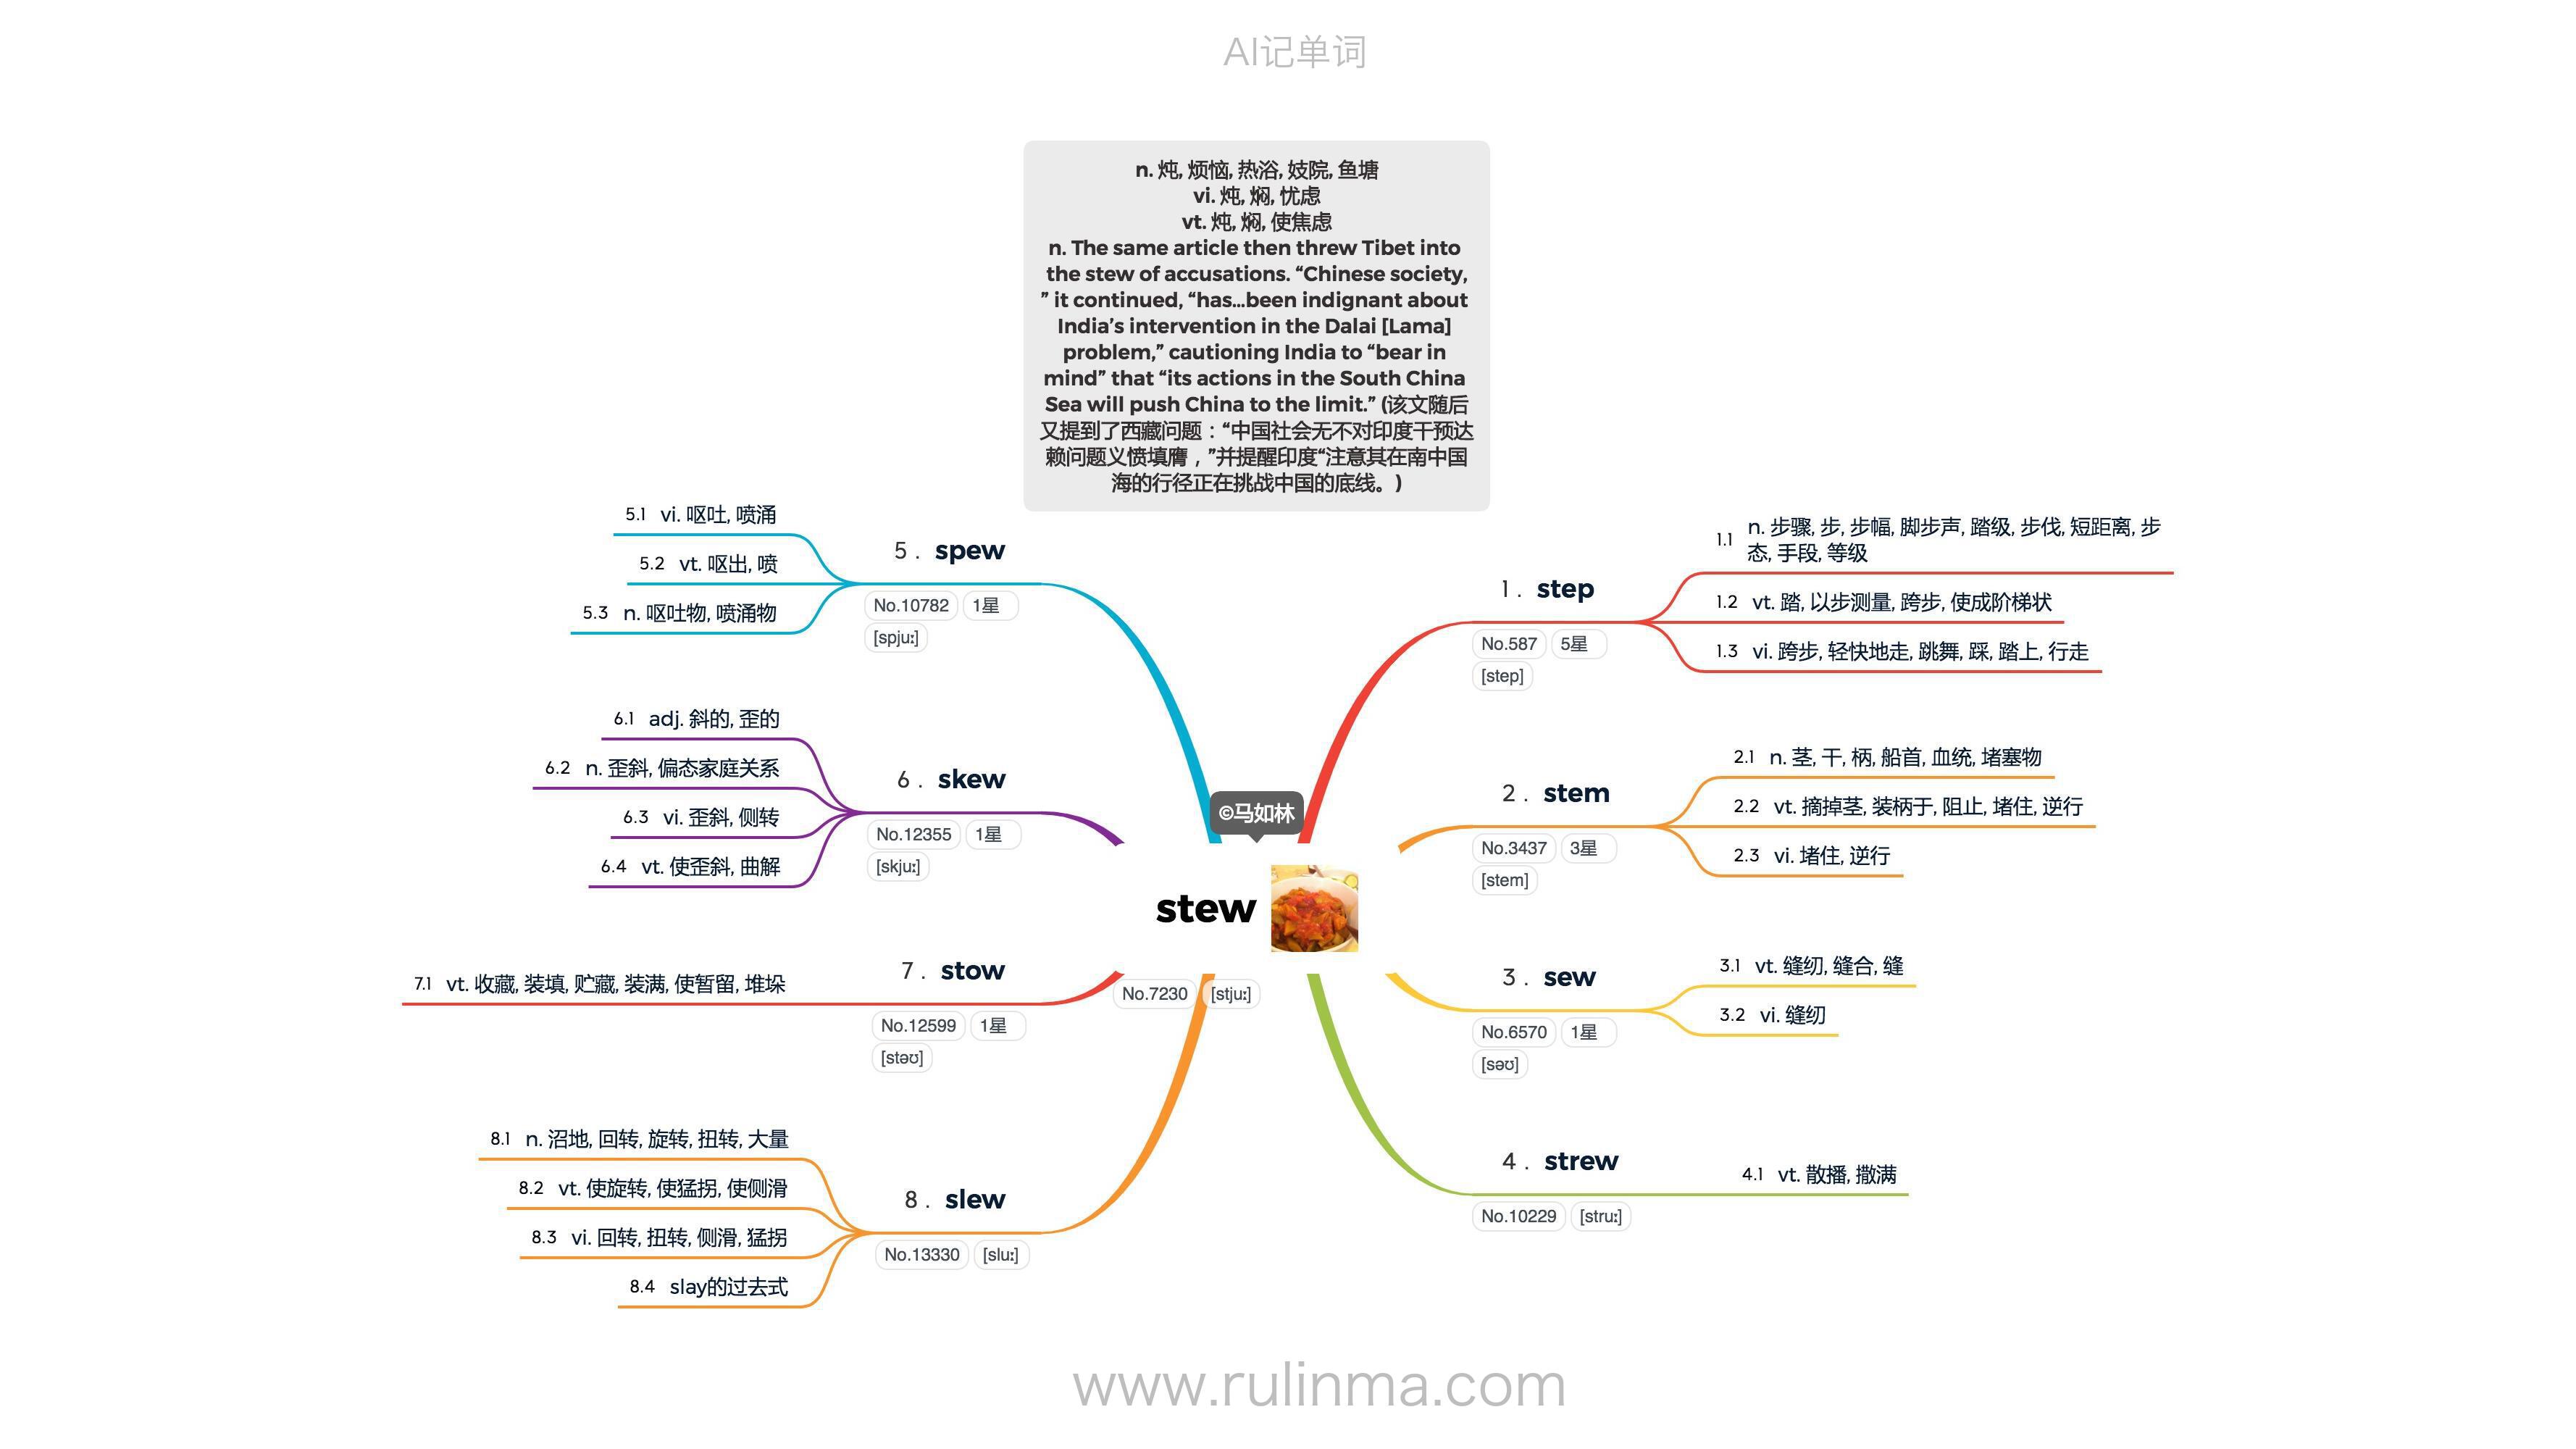 AI记单词
n. 炖, 烦恼, 热浴, 妓院, 鱼塘
vi. 炖, 焖, 忧虑
vt. 炖, 焖, 使焦虑
n. The same article then threw Tibet into
the stew of accusations. “Chinese society,
” it continued, “has...been indignant about
India’s intervention in the Dalai [Lama]
problem,” cautioning India to “bear in
mind” that “its actions in the South China
Sea will push China to the limit.” (该文随后
又提到了西藏问题：“中国社会无不对印度干预达
赖问题义愤填膺，”并提醒印度“注意其在南中国
海的行径正在挑战中国的底线。)
©马如林
stew
No.7230 [stjuː]
1. step
No.587 5星
[step]
1.1 n. 步骤, 步, 步幅, 脚步声, 踏级, 步伐, 短距离, 步
态, 手段, 等级
1.2 vt. 踏, 以步测量, 跨步, 使成阶梯状
1.3 vi. 跨步, 轻快地走, 跳舞, 踩, 踏上, 行走
2. stem
No.3437 3星
[stem]
2.1 n. 茎, 干, 柄, 船首, 血统, 堵塞物
2.2 vt. 摘掉茎, 装柄于, 阻止, 堵住, 逆行
2.3 vi. 堵住, 逆行
3. sew
No.6570 1星
[səʊ]
3.1 vt. 缝纫, 缝合, 缝
3.2 vi. 缝纫
4. strew
No.10229 [struː]
4.1 vt. 散播, 撒满
5. spew
No.10782 1星
[spjuː]
5.1 vi. 呕吐, 喷涌
5.2 vt. 呕出, 喷
5.3 n. 呕吐物, 喷涌物
6. skew
No.12355 1星
[skjuː]
6.1 adj. 斜的, 歪的
6.2 n. 歪斜, 偏态家庭关系
6.3 vi. 歪斜, 侧转
6.4 vt. 使歪斜, 曲解
7. stow
No.12599 1星
[stəʊ]
7.1 vt. 收藏, 装填, 贮藏, 装满, 使暂留, 堆垛
8. slew
No.13330 [sluː]
8.1 n. 沼地, 回转, 旋转, 扭转, 大量
8.2 vt. 使旋转, 使猛拐, 使侧滑
8.3 vi. 回转, 扭转, 侧滑, 猛拐
8.4 slay的过去式
www.rulinma.com